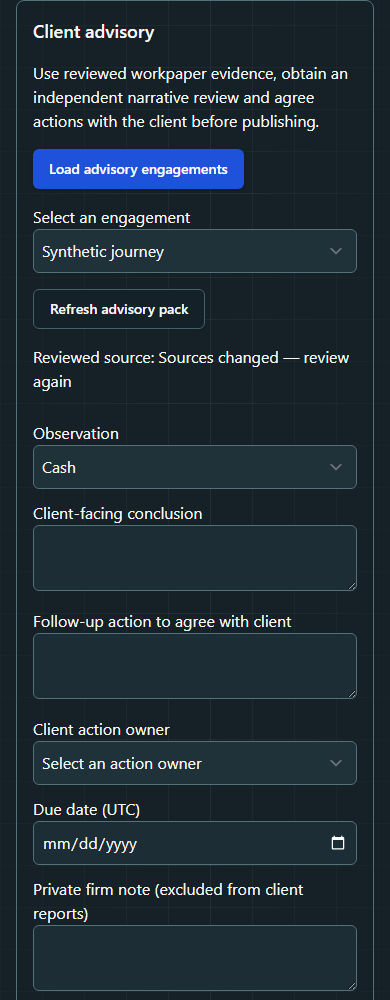 Client advisory
Use reviewed workpaper evidence, obtain an
independent narrative review and agree
actions with the client before publishing.
Load advisory engagements
Select an engagement
Synthetic journey
Refresh advisory pack
Reviewed source: Sources changed — review
again
Observation
Cash
Client-facing conclusion
Follow-up action to agree with client
Client action owner
Select an action owner
Due date (UTC)
mm/dd/yyyy
Private firm note (excluded from client
reports)